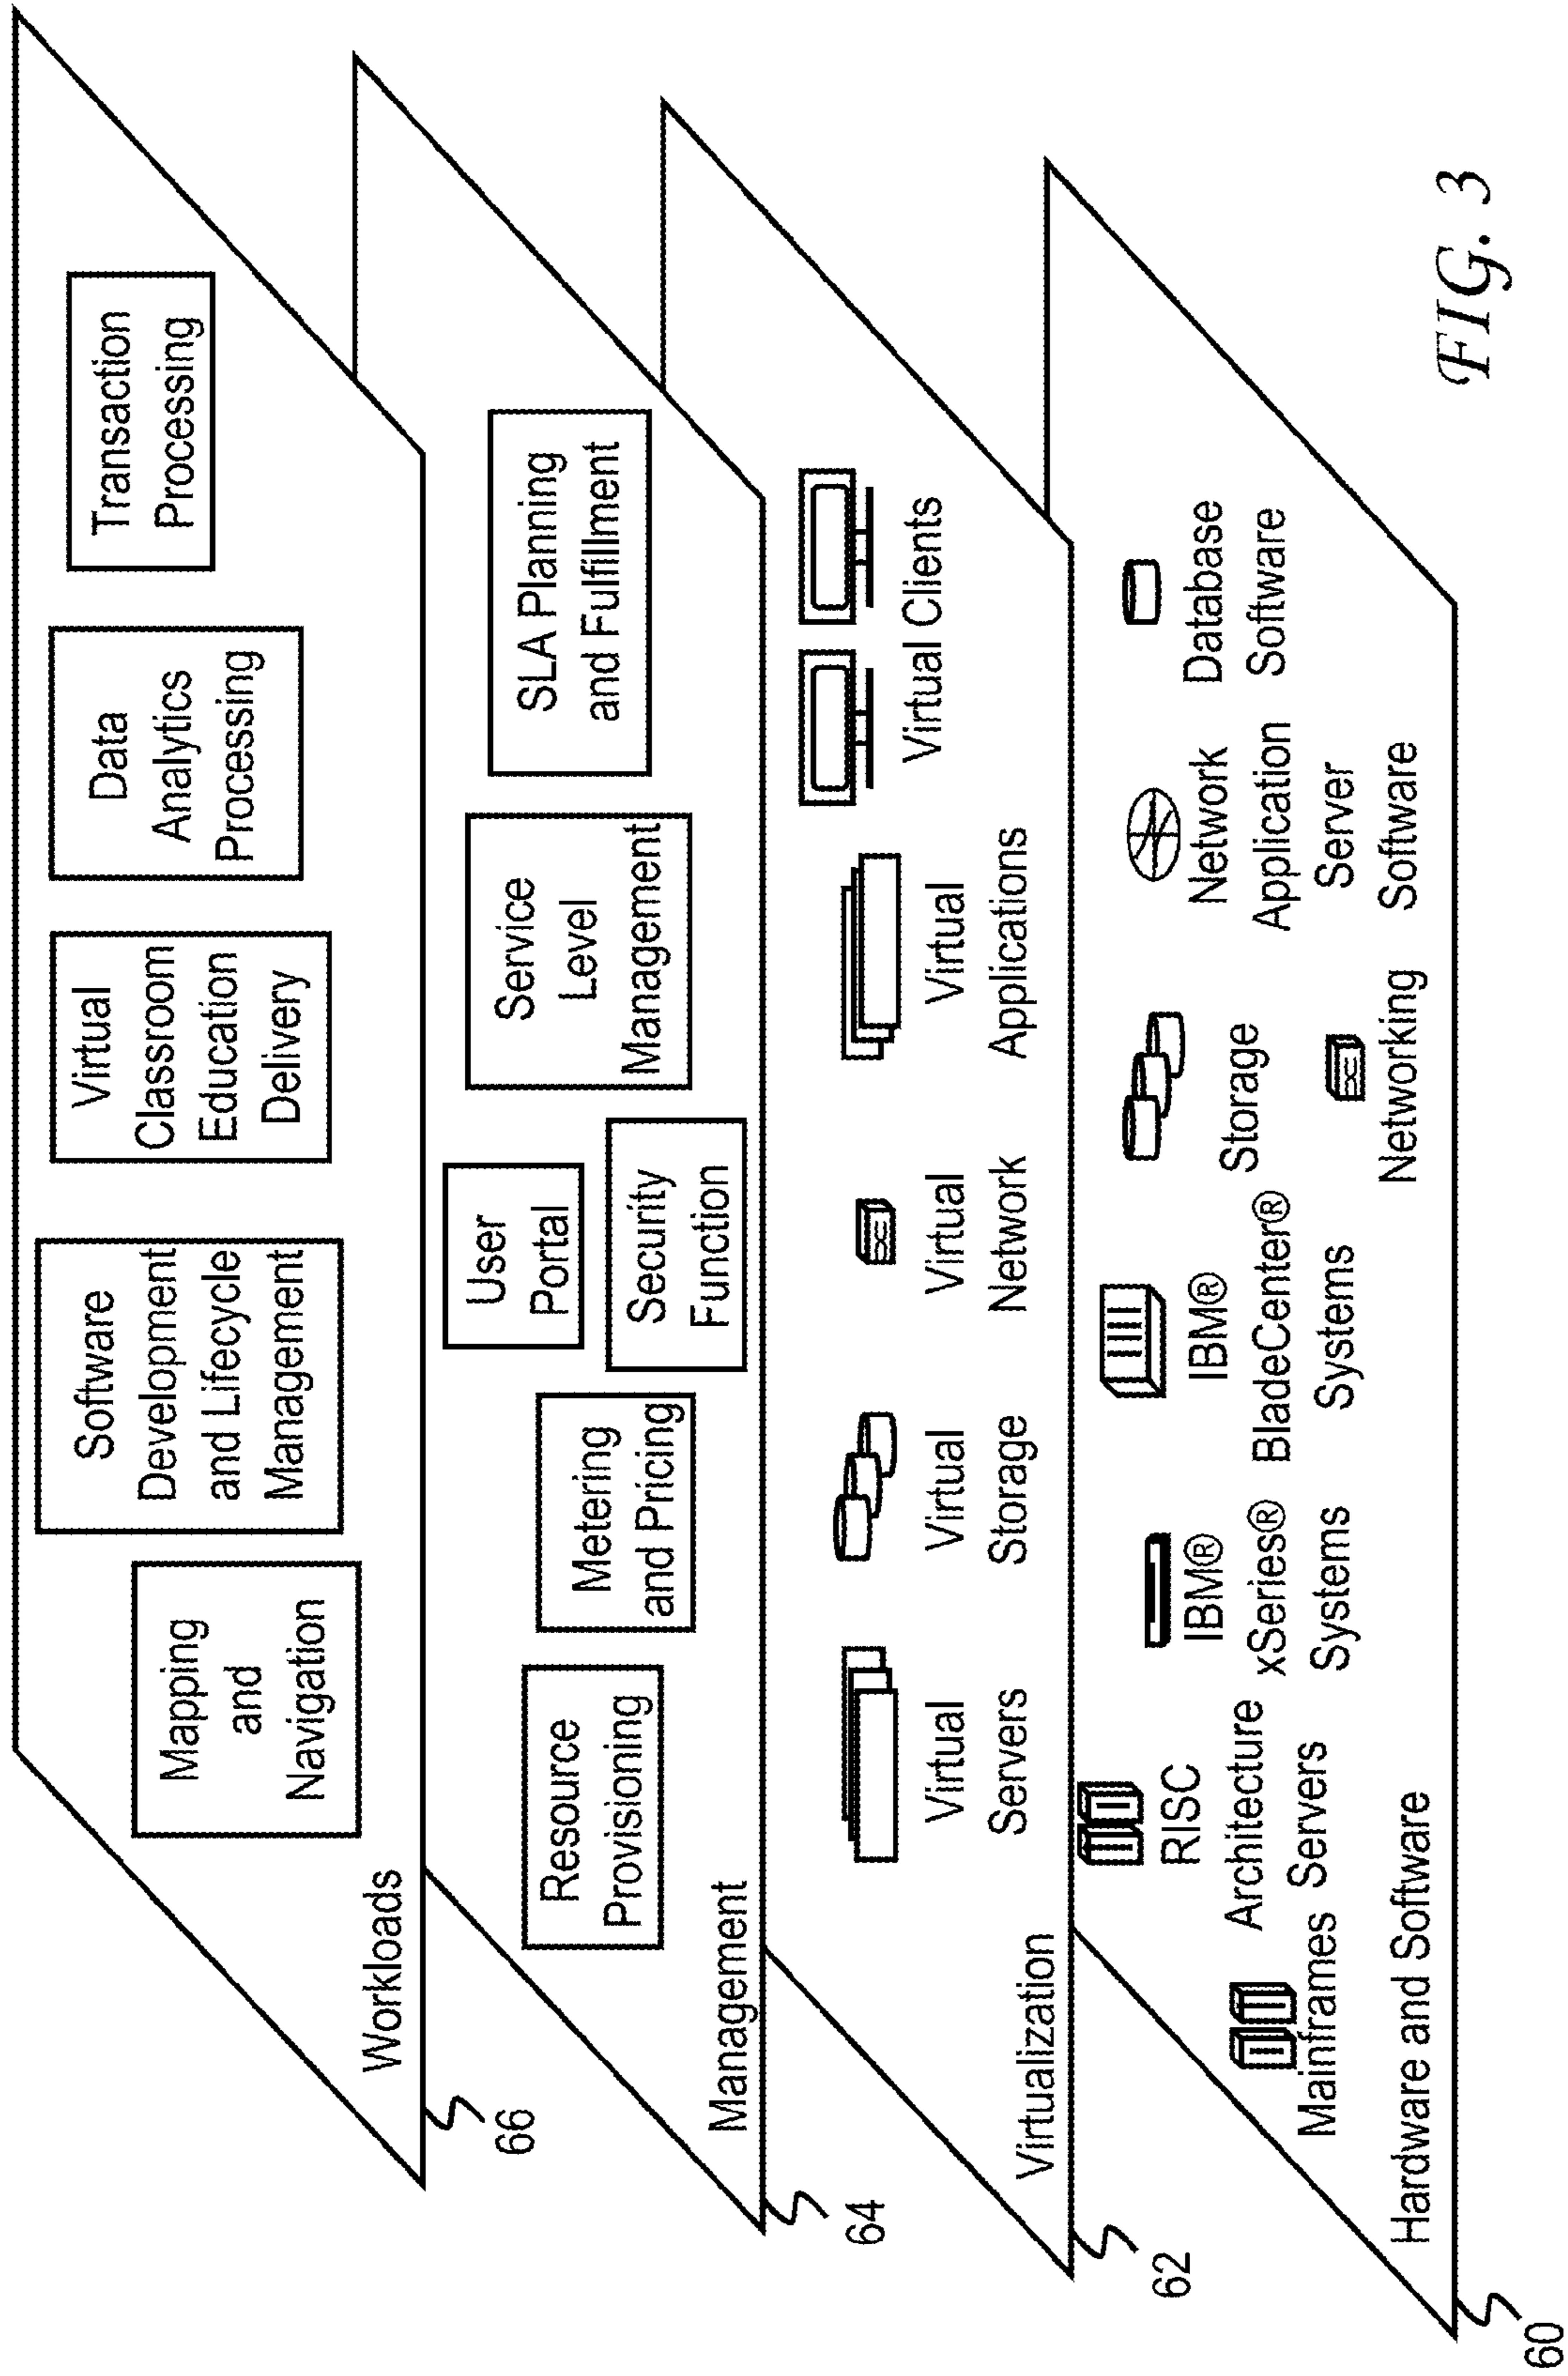 Mapping
and
Navigation
Software
Development
and Lifecycle
Management
Virtual
Classroom
Education
Delivery
Data
Analytics
Processing
Transaction
Processing
Workloads
66
Resource
Provisioning
Metering
and Pricing
User
Portal
Security
Function
Service
Level
Management
SLA Planning
and Fulfillment
Management
64
Virtual
Servers
Virtual
Storage
Virtual
Network
Virtual
Applications
Virtual Clients
Virtualization
62
Mainframes
RISC
Architecture
Servers
IBM®
xSeries®
Systems
IBM®
BladeCenter®
Systems
Storage
Networking
Network
Application
Server
Software
Database
Software
Hardware and Software
60
FIG. 3